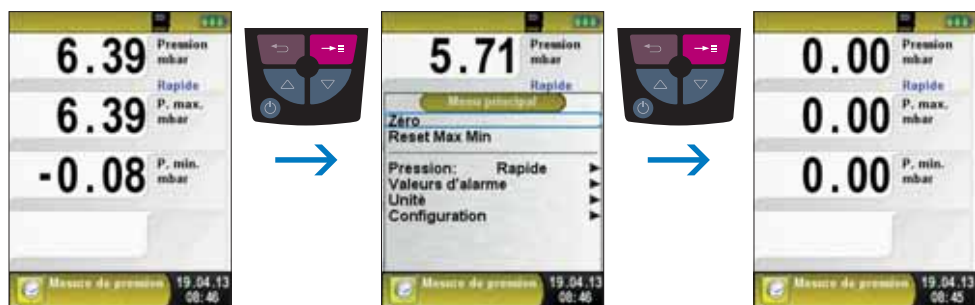 6.39 Pression mbar
Rapide
6.39 P. max. mbar
-0.08 P. min. mbar
Mesure de pression 19.04.13 08:46
5.71 Pression mbar
Rapide
Menu principal
Zéro
Reset Max Min
Pression: Rapide
Valeurs d'alarme
Unité
Configuration
Mesure de pression 19.04.13 08:46
0.00 Pression mbar
Rapide
0.00 P. max. mbar
0.00 P. min. mbar
Mesure de pression 19.04.13 08:45